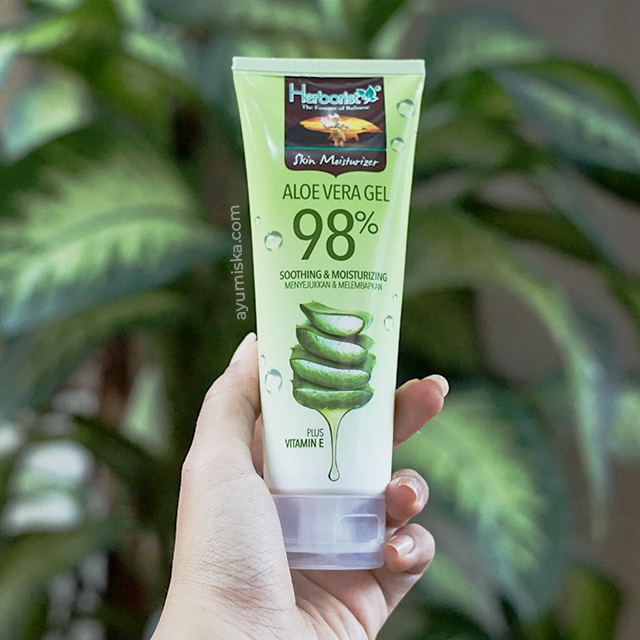 Herborist®
The Essence of Balinese
Skin Moisturizer
ALOE VERA GEL
98%
SOOTHING & MOISTURIZING
MENYEJUKKAN & MELEMBAPKAN
PLUS
VITAMIN E
ayumiska.com